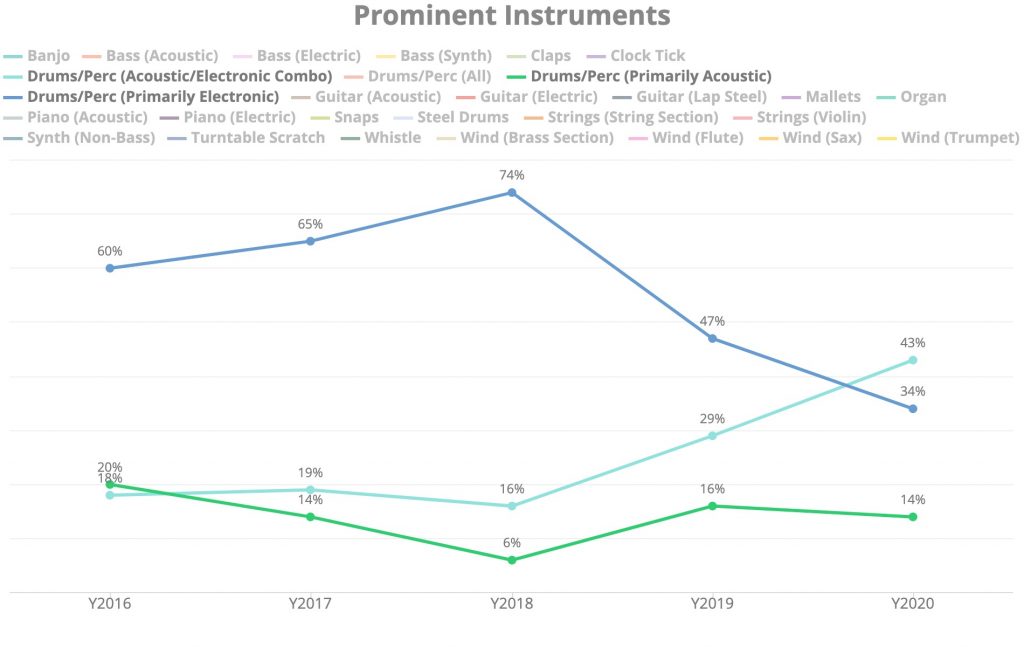 Prominent Instruments
Banjo Bass (Acoustic) Bass (Electric) Bass (Synth) Claps Clock Tick
Drums/Perc (Acoustic/Electronic Combo) Drums/Perc (All) Drums/Perc (Primarily Acoustic)
Drums/Perc (Primarily Electronic) Guitar (Acoustic) Guitar (Electric) Guitar (Lap Steel) Mallets Organ
Piano (Acoustic) Piano (Electric) Snaps Steel Drums Strings (String Section) Strings (Violin)
Synth (Non-Bass) Turntable Scratch Whistle Wind (Brass Section) Wind (Flute) Wind (Sax) Wind (Trumpet)
74%
65%
60%
47%
43%
34%
29%
20%
18%
19%
16%
16%
14%
14%
6%
Y2016 Y2017 Y2018 Y2019 Y2020